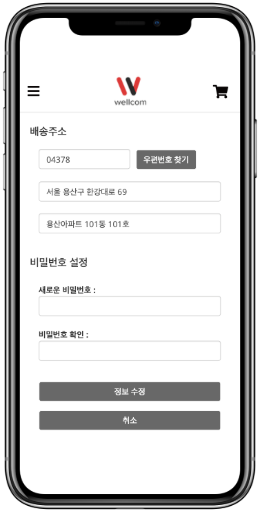 wellcom
배송주소
04378
우편번호 찾기
서울 용산구 한강대로 69
용산아파트 101동 101호
비밀번호 설정
새로운 비밀번호 :
비밀번호 확인 :
정보 수정
취소